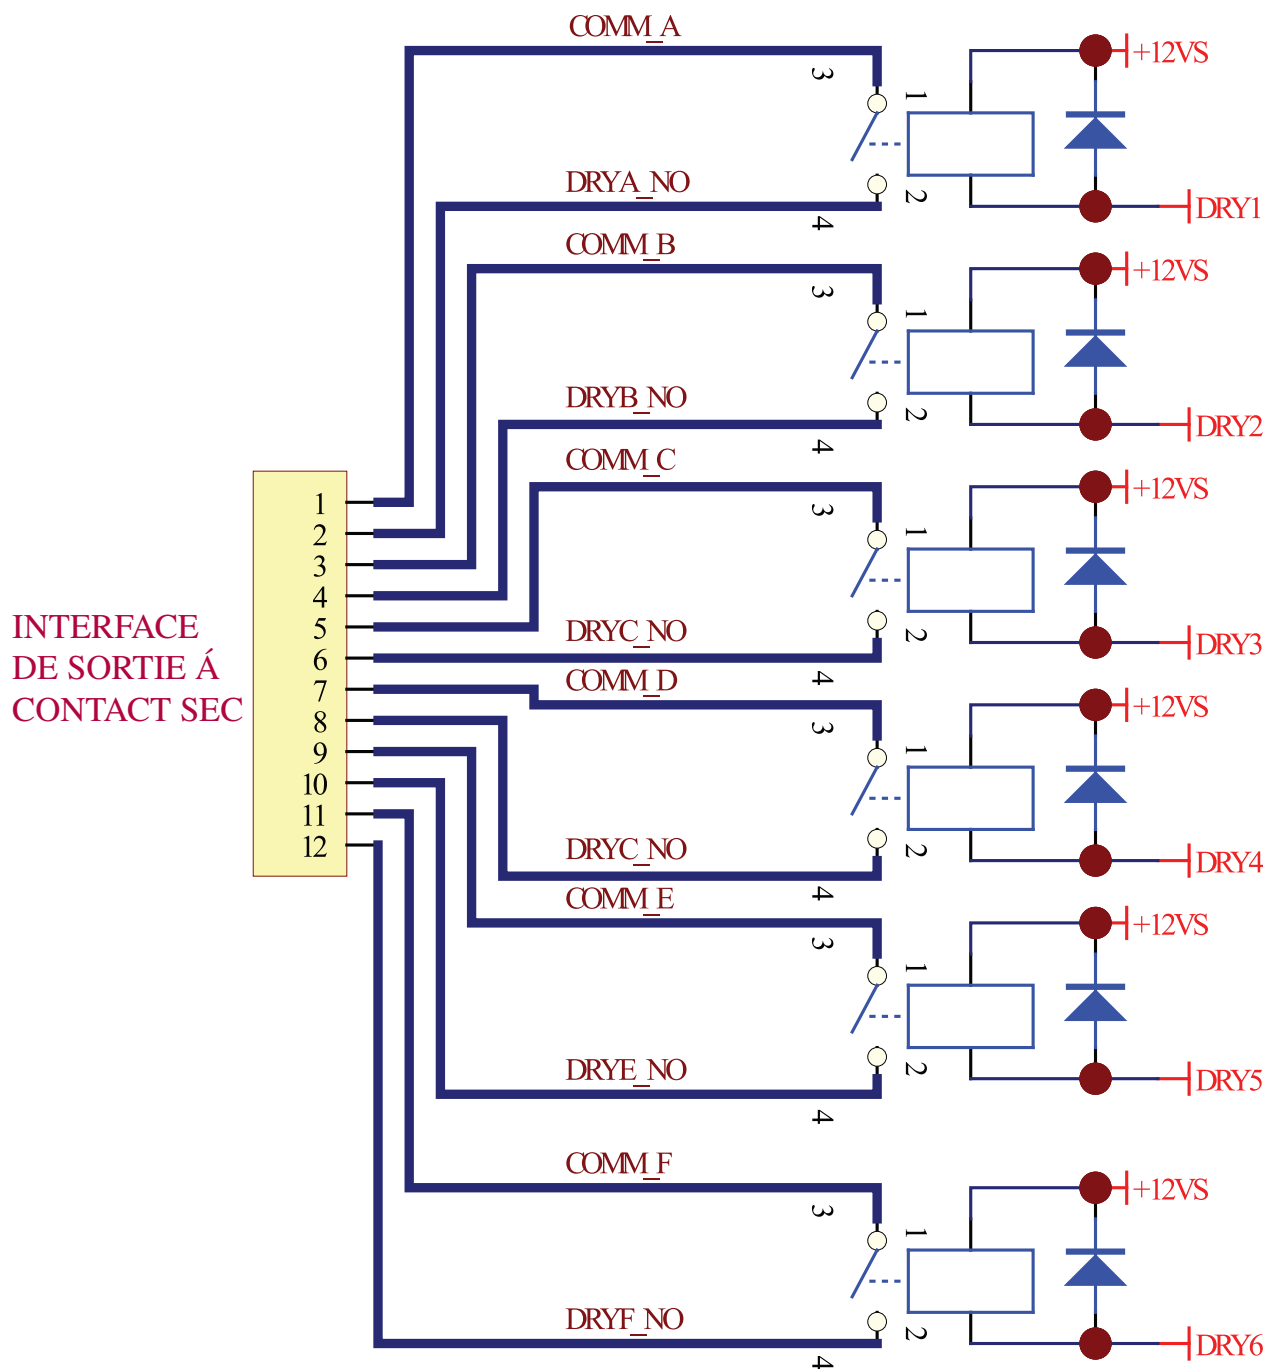 COMM_A
3
1
+12VS
DRYA_NO
4
2
DRY1
COMM_B
3
1
+12VS
DRYB_NO
4
2
DRY2
COMM_C
3
1
+12VS
DRYC_NO
4
2
DRY3
COMM_D
3
1
+12VS
DRYC_NO
4
2
DRY4
COMM_E
3
1
+12VS
DRYE_NO
4
2
DRY5
COMM_F
3
1
+12VS
DRYF_NO
4
2
DRY6
INTERFACE
DE SORTIE Á
CONTACT SEC
1
2
3
4
5
6
7
8
9
10
11
12